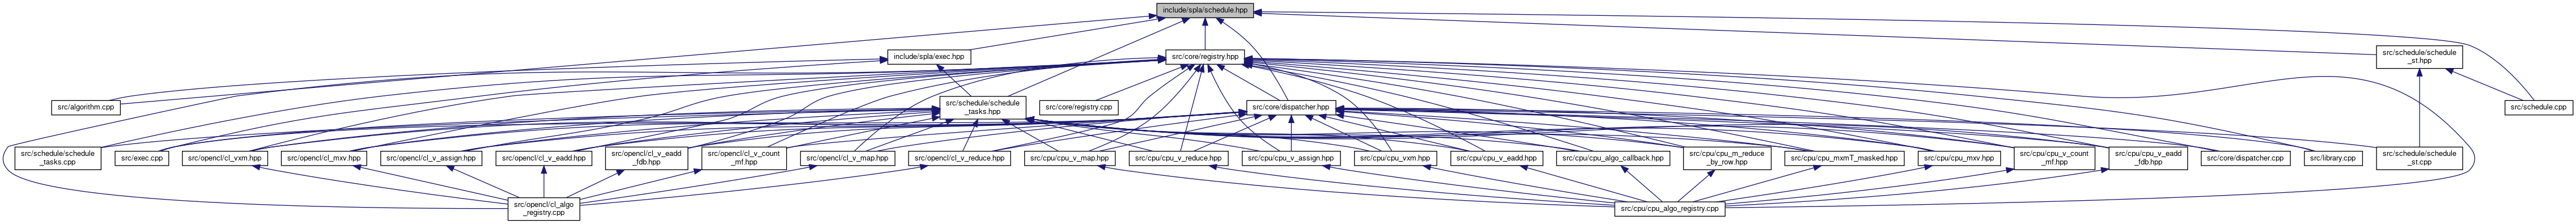 include/spla/schedule.hpp
include/spla/exec.hpp
src/core/registry.hpp
src/schedule/schedule
_st.hpp
src/algorithm.cpp
src/schedule/schedule
_tasks.hpp
src/core/registry.cpp
src/core/dispatcher.hpp
src/schedule.cpp
src/schedule/schedule
_tasks.cpp
src/exec.cpp
src/opencl/cl_vxm.hpp
src/opencl/cl_mxv.hpp
src/opencl/cl_v_assign.hpp
src/opencl/cl_v_eadd.hpp
src/opencl/cl_v_eadd
_fdb.hpp
src/opencl/cl_v_count
_mf.hpp
src/opencl/cl_v_map.hpp
src/opencl/cl_v_reduce.hpp
src/cpu/cpu_v_map.hpp
src/cpu/cpu_v_reduce.hpp
src/cpu/cpu_v_assign.hpp
src/cpu/cpu_vxm.hpp
src/cpu/cpu_v_eadd.hpp
src/cpu/cpu_algo_callback.hpp
src/cpu/cpu_m_reduce
_by_row.hpp
src/cpu/cpu_mxmT_masked.hpp
src/cpu/cpu_mxv.hpp
src/cpu/cpu_v_count
_mf.hpp
src/cpu/cpu_v_eadd
_fdb.hpp
src/core/dispatcher.cpp
src/library.cpp
src/schedule/schedule
_st.cpp
src/opencl/cl_algo
_registry.cpp
src/cpu/cpu_algo_registry.cpp